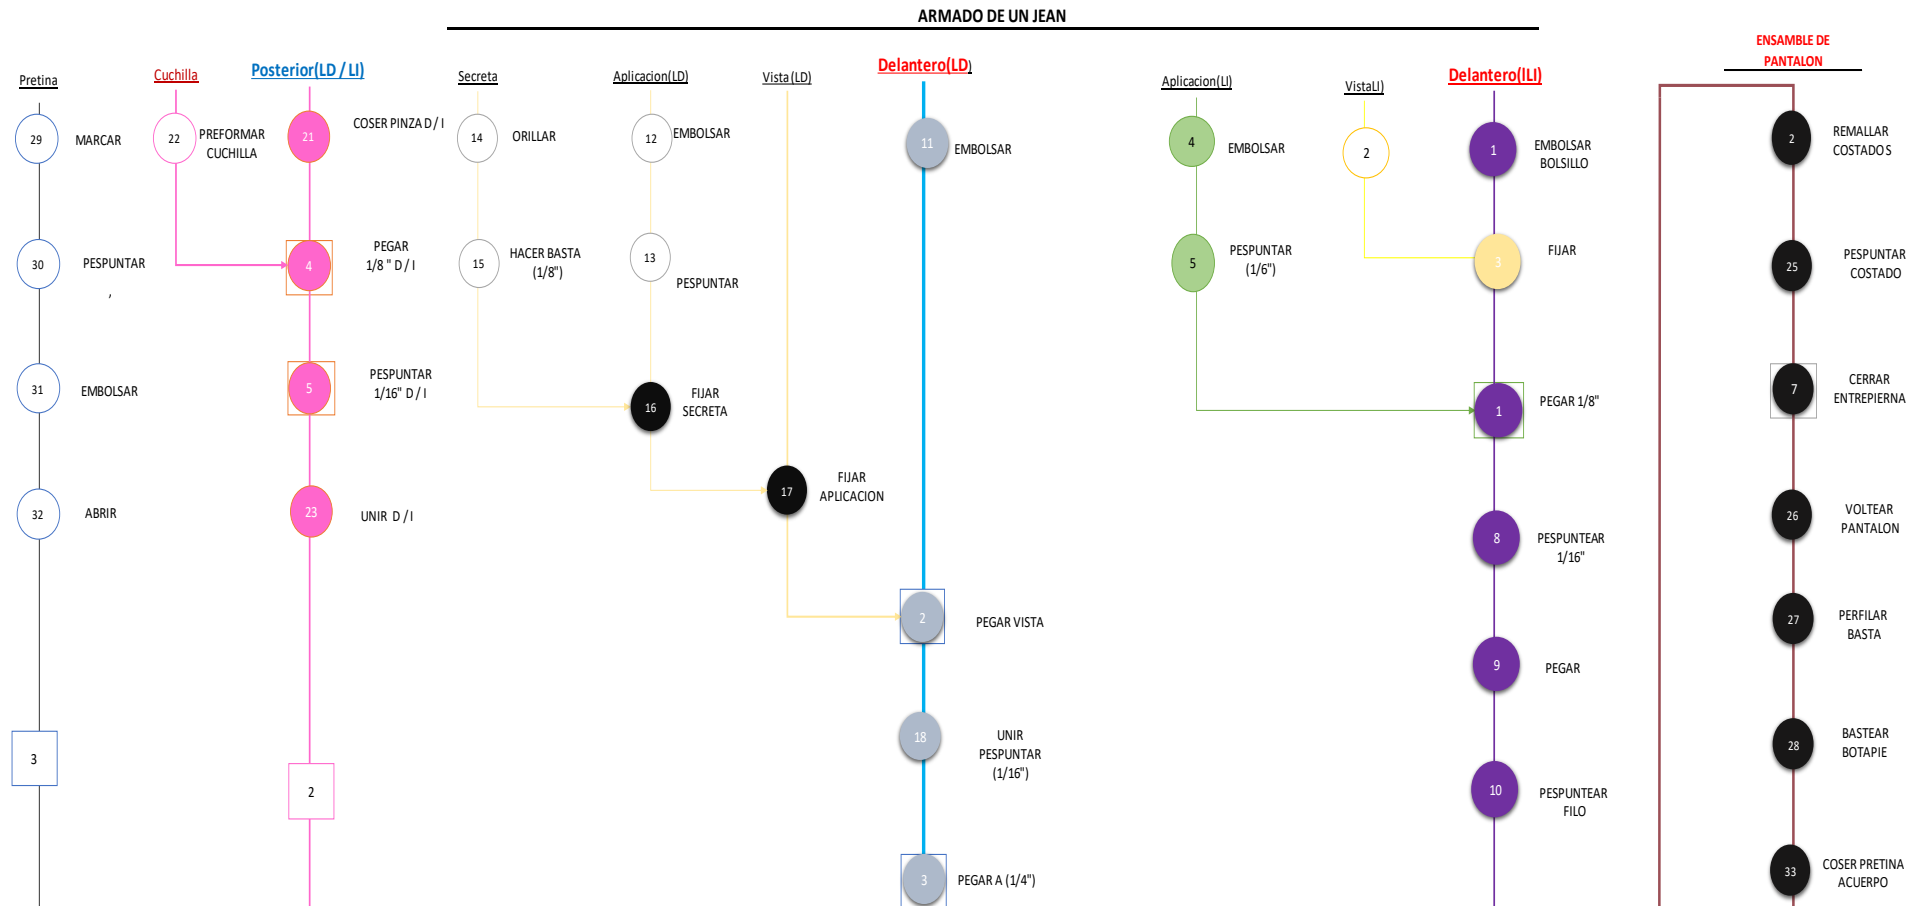 ARMADO DE UN JEAN
ENSAMBLE DE
PANTALON
Pretina
Cuchilla
Posterior(LD / LI)
Secreta
Aplicacion(LD)
Vista(LD)
Delantero(LD)
Aplicacion(LI)
VistaLI)
Delantero(lLI)
29
MARCAR
22
PREFORMAR
CUCHILLA
21
COSER PINZA D / I
14
ORILLAR
12
EMBOLSAR
11
EMBOLSAR
4
EMBOLSAR
2
1
EMBOLSAR
BOLSILLO
2
REMALLAR
COSTADOS
30
PESPUNTAR
,
4
PEGAR
1/8 " D / I
15
HACER BASTA
(1/8")
13
PESPUNTAR
5
PESPUNTAR
(1/6")
3
FIJAR
25
PESPUNTAR
COSTADO
31
EMBOLSAR
5
PESPUNTAR
1/16" D / I
16
FIJAR
SECRETA
1
PEGAR 1/8"
7
CERRAR
ENTREPIERNA
32
ABRIR
23
UNIR D / I
17
FIJAR
APLICACION
8
PESPUNTEAR
1/16"
26
VOLTEAR
PANTALON
2
PEGAR VISTA
9
PEGAR
27
PERFILAR
BASTA
3
2
18
UNIR
PESPUNTAR
(1/16")
10
PESPUNTEAR
FILO
28
BASTEAR
BOTAPIE
3
PEGAR A (1/4")
33
COSER PRETINA
ACUERPO